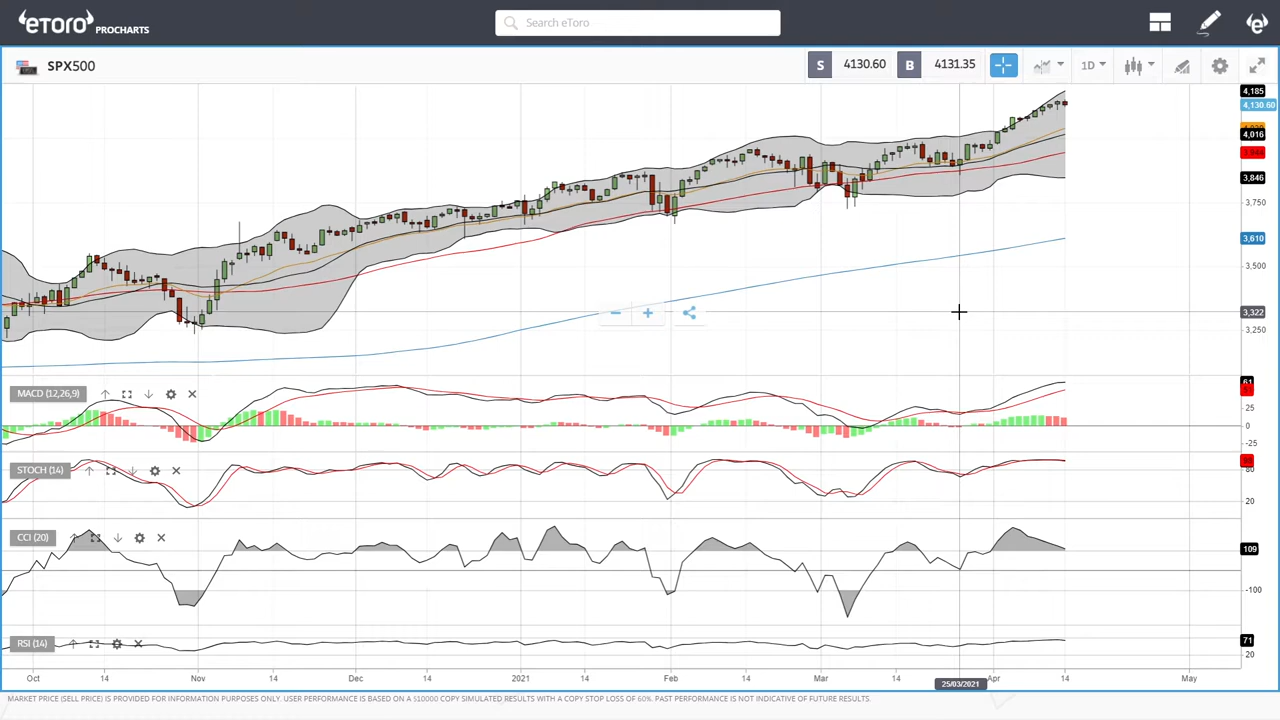 eToro PROCHARTS
Search eToro
SPX500
S 4130.60 B 4131.35
1D
4,185
4,130.60
4,016
3,846
3,750
3,610
3,500
3,322
3,250
MACD (12,26,9)
61
25
0
-25
STOCH (14)
80
20
CCI (20)
109
-100
RSI (14)
71
20
Oct 14 Nov 14 Dec 14 2021 14 Feb 14 Mar 14 Apr 14 May
25/03/2021
MARKET PRICE (SELL PRICE) IS PROVIDED FOR INFORMATION PURPOSES ONLY. USER PERFORMANCE IS BASED ON A $10000 COPY SIMULATED RESULTS WITH A COPY STOP LOSS OF 60%. PAST PERFORMANCE IS NOT INDICATIVE OF FUTURE RESULTS.